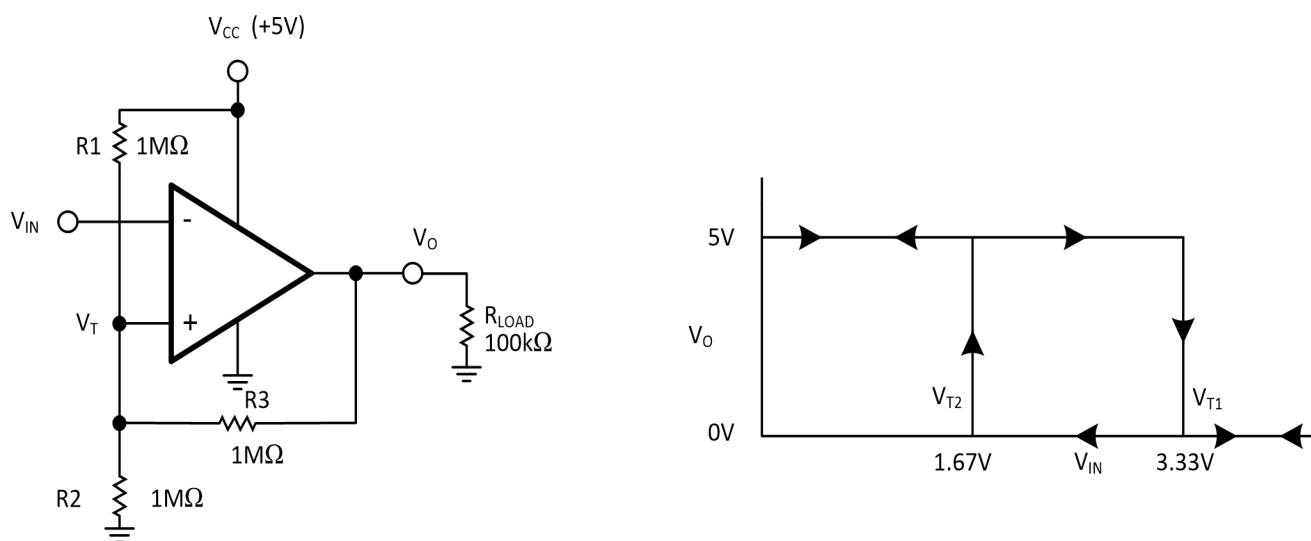 VCC (+5V)
R1
1MΩ
VIN
-
VO
VT
+
RLOAD
100kΩ
R3
1MΩ
R2
1MΩ
5V
VO
VT2
VT1
0V
1.67V
VIN
3.33V